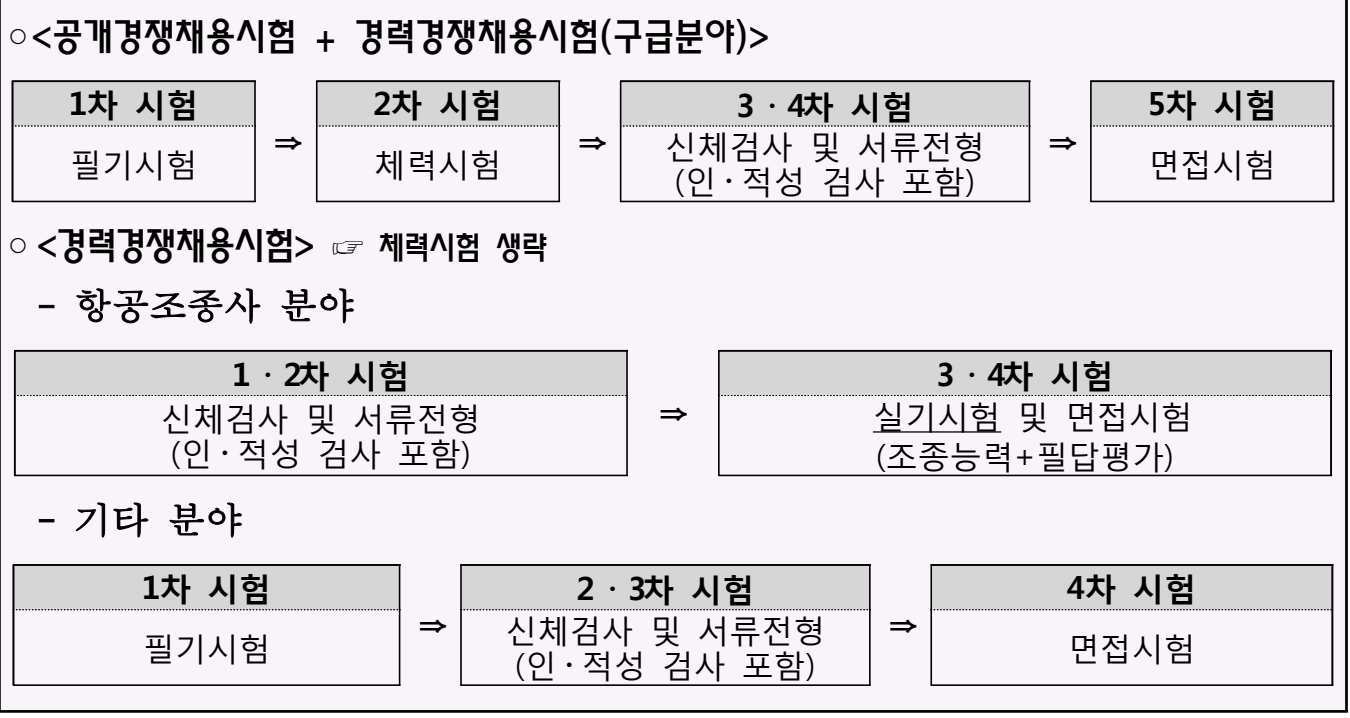 ○<공개경쟁채용시험 + 경력경쟁채용시험(구급분야)>
1차 시험 2차 시험 3·4차 시험 5차 시험
필기시험 ⇒ 체력시험 ⇒ 신체검사 및 서류전형 ⇒ 면접시험
(인·적성 검사 포함)
○ <경력경쟁채용시험> ☞ 체력시험 생략
- 항공조종사 분야
1·2차 시험 3·4차 시험
신체검사 및 서류전형 ⇒ 실기시험 및 면접시험
(인·적성 검사 포함) (조종능력+필답평가)
- 기타 분야
1차 시험 2·3차 시험 4차 시험
필기시험 ⇒ 신체검사 및 서류전형 ⇒ 면접시험
(인·적성 검사 포함)